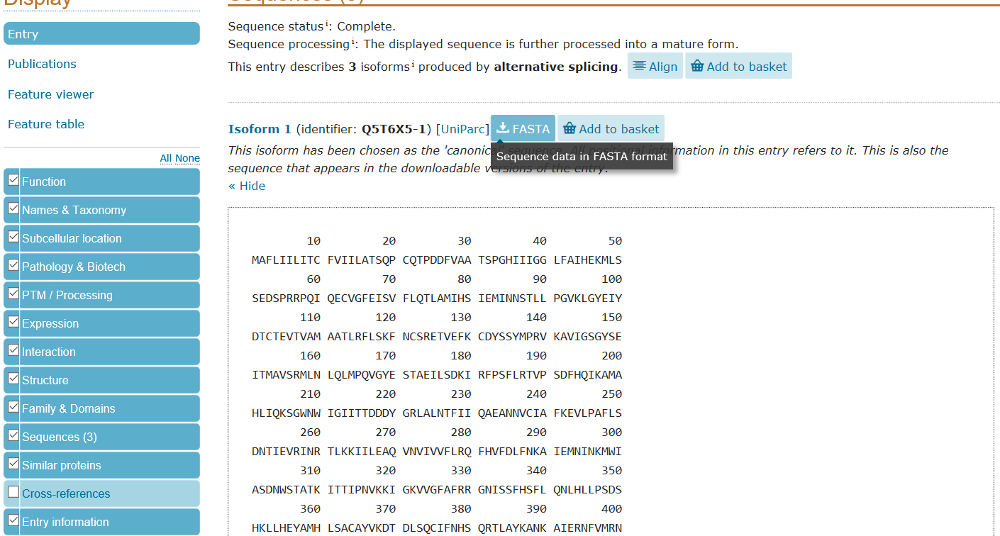 Display
Entry
Publications
Feature viewer
Feature table
All None
Function
Names & Taxonomy
Subcellular location
Pathology & Biotech
PTM / Processing
Expression
Interaction
Structure
Family & Domains
Sequences (3)
Similar proteins
Cross-references
Entry information
Sequences (3)
Sequence status i: Complete.
Sequence processing i: The displayed sequence is further processed into a mature form.
This entry describes 3 isoforms i produced by alternative splicing. Align Add to basket
Isoform 1 (identifier: Q5T6X5-1) [UniParc] FASTA Add to basket
Sequence data in FASTA format
This isoform has been chosen as the 'canonical' sequence. All positional information in this entry refers to it. This is also the
sequence that appears in the downloadable versions of the entry.
« Hide
10 20 30 40 50
MAFLIILITC FVIILATSQP CQTPDDFVAA TSPGHIIIGG LFAIHEKMLS
60 70 80 90 100
SEDSPRRPQI QECVGFEISV FLQTLAMIHS IEMINNSTLL PGVKLGYEIY
110 120 130 140 150
DTCTEVTVAM AATLRFLSKF NCSRETVEFK CDYSSYMPRV KAVIGSGYSE
160 170 180 190 200
ITMAVSRMLN LQLMPQVGYE STAEILSDKI RFPSFLRTVP SDFHQIKAMA
210 220 230 240 250
HLIQKSGWNW IGIITTDDDY GRLALNTFII QAEANNVCIA FKEVLPAFLS
260 270 280 290 300
DNTIEVRINR TLKKIILEAQ VNVIVVFLRQ FHVFDLFNKA IEMNINKMWI
310 320 330 340 350
ASDNWSTATK ITTIPNVKKI GKVVGFAFRR GNISSFHSFL QNLHLLPSDS
360 370 380 390 400
HKLLHEYAMH LSACAYVKDT DLSQCIFNHS QRTLAYKANK AIERNFVMRN